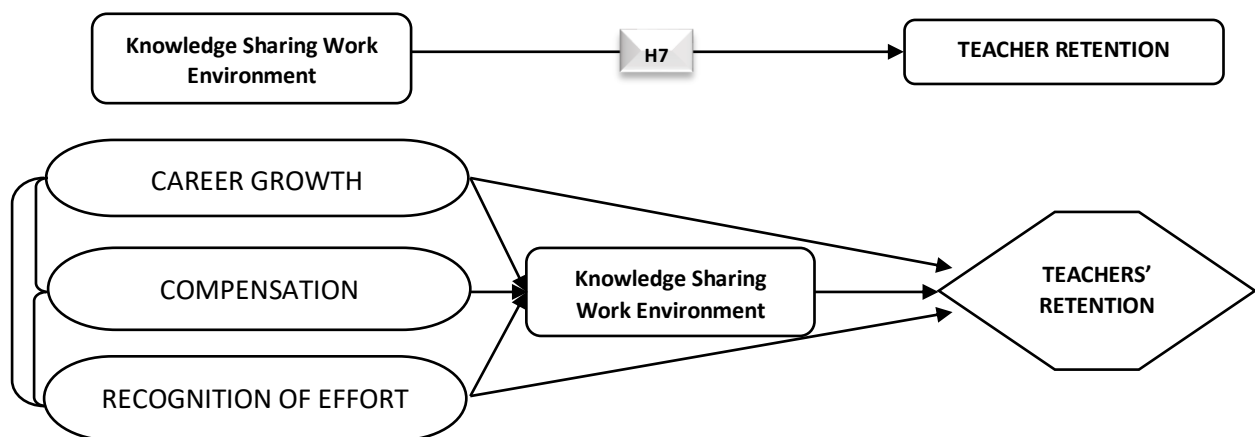 Knowledge Sharing Work
Environment
H7
TEACHER RETENTION
CAREER GROWTH
COMPENSATION
RECOGNITION OF EFFORT
Knowledge Sharing
Work Environment
TEACHERS’
RETENTION